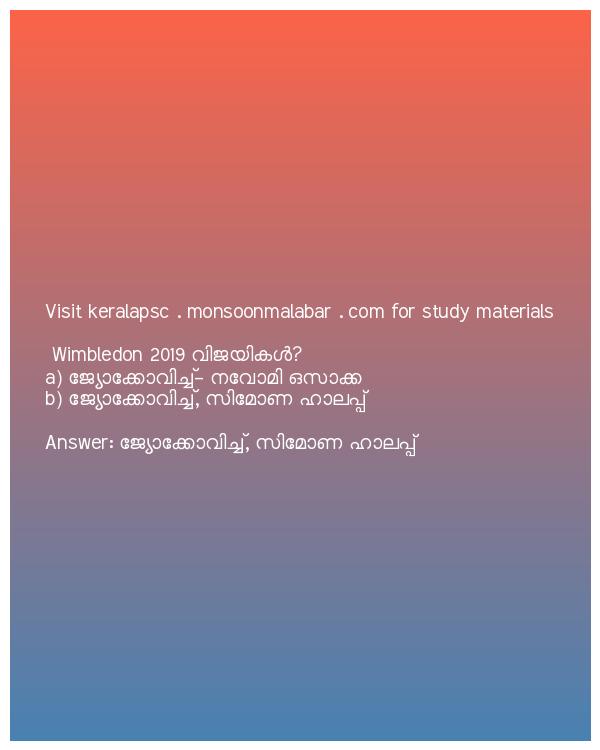 Visit keralapsc . monsoonmalabar . com for study materials
Wimbledon 2019 വിജയികൾ?
a) ജ്യോക്കോവിച്ച്- നവോമി ഒസാക്ക
b) ജ്യോക്കോവിച്ച്, സിമോണ ഹാലപ്പ്
Answer: ജ്യോക്കോവിച്ച്, സിമോണ ഹാലപ്പ്